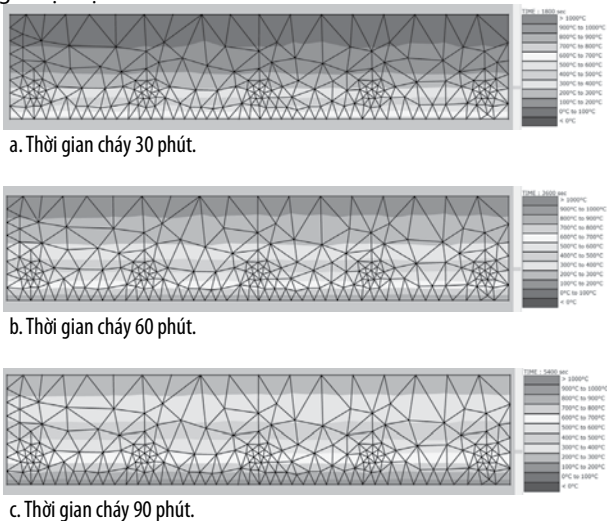 TIME : 1800 sec
> 1000°C
900°C to 1000°C
800°C to 900°C
700°C to 800°C
600°C to 700°C
500°C to 600°C
400°C to 500°C
300°C to 400°C
200°C to 300°C
100°C to 200°C
0°C to 100°C
< 0°C
a. Thời gian cháy 30 phút.
TIME : 3600 sec
> 1000°C
900°C to 1000°C
800°C to 900°C
700°C to 800°C
600°C to 700°C
500°C to 600°C
400°C to 500°C
300°C to 400°C
200°C to 300°C
100°C to 200°C
0°C to 100°C
< 0°C
b. Thời gian cháy 60 phút.
TIME : 5400 sec
> 1000°C
900°C to 1000°C
800°C to 900°C
700°C to 800°C
600°C to 700°C
500°C to 600°C
400°C to 500°C
300°C to 400°C
200°C to 300°C
100°C to 200°C
0°C to 100°C
< 0°C
c. Thời gian cháy 90 phút.